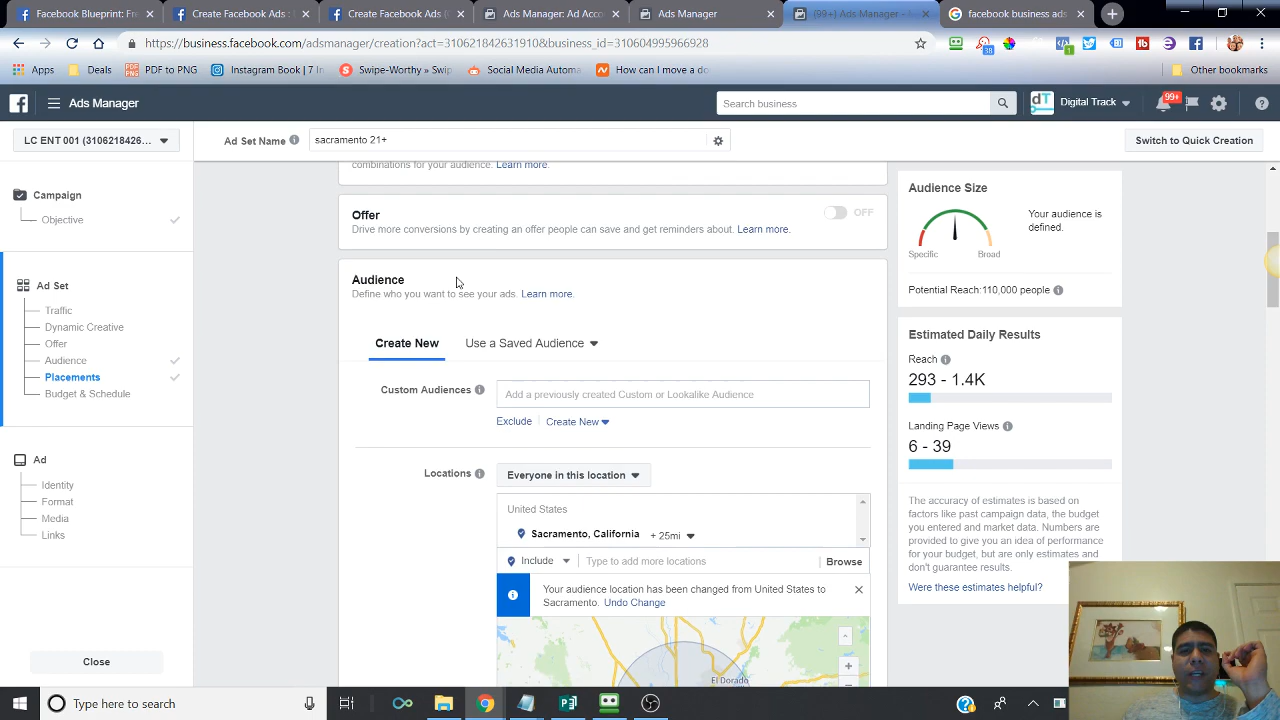 Facebook Blueprint: Fr
Create Facebook Ads :
Create Facebook Ads :
Ads Manager: Ad Acco
Ads Manager
(99+) Ads Manager -
facebook business ads
https://business.facebook.com/adsmanager/creation?act=310621842631910&business_id=310604995966928
38
1
31
Apps
Deals
PDF to PNG
Instagram Book | 7 In
Swipe-Worthy » Swip
Social Media Automa
How can I move a do
Other bookmarks
Ads Manager
Search business
dT
Digital Track
99+
LC ENT 001 (3106218426...
Ad Set Name
sacramento 21+
Switch to Quick Creation
Campaign
Objective
Ad Set
Traffic
Dynamic Creative
Offer
Audience
Placements
Budget & Schedule
Ad
Identity
Format
Media
Links
Close
combinations for your audience. Learn more.
Offer
OFF
Drive more conversions by creating an offer people can save and get reminders about. Learn more.
Audience
Define who you want to see your ads. Learn more.
Create New
Use a Saved Audience
Custom Audiences
Add a previously created Custom or Lookalike Audience
Exclude
Create New
Locations
Everyone in this location
United States
Sacramento, California + 25mi
Include
Type to add more locations
Browse
Your audience location has been changed from United States to
Sacramento. Undo Change
El Dorado
Audience Size
Your audience is
defined.
Specific
Broad
Potential Reach:110,000 people
Estimated Daily Results
Reach
293 - 1.4K
Landing Page Views
6 - 39
The accuracy of estimates is based on
factors like past campaign data, the budget
you entered and market data. Numbers are
provided to give you an idea of performance
for your budget, but are only estimates and
don't guarantee results.
Were these estimates helpful?
Type here to search